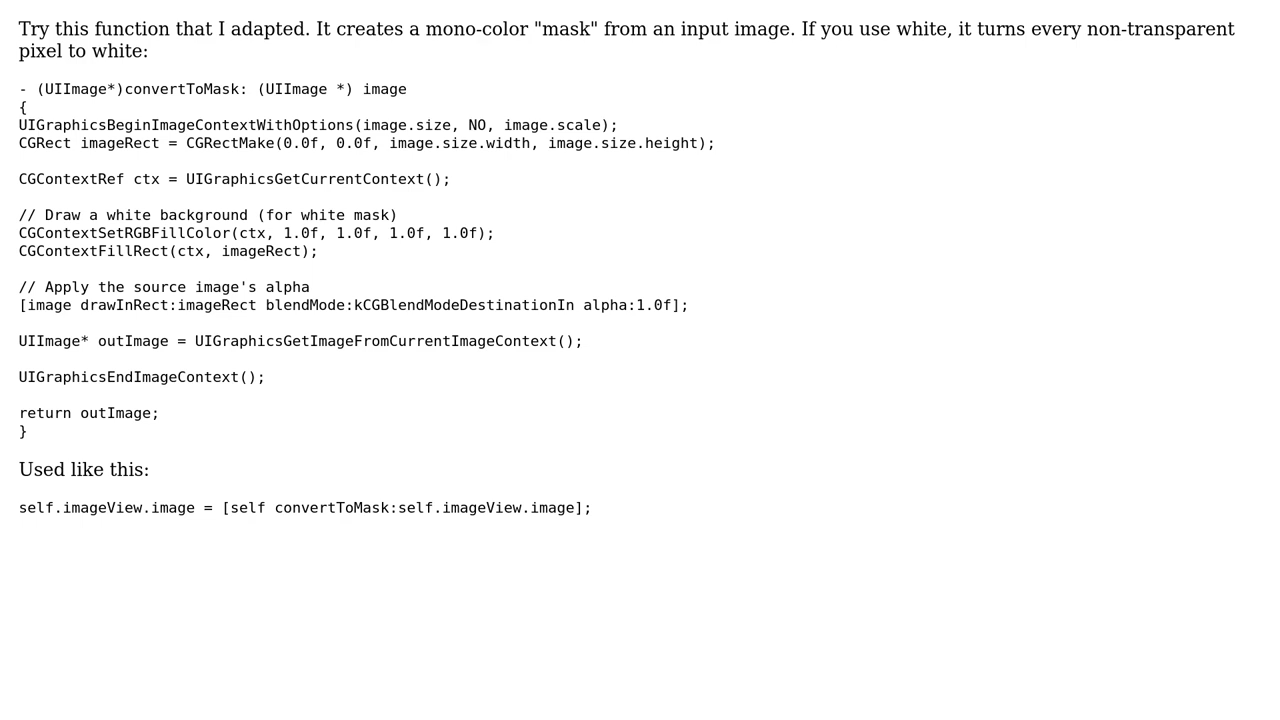 Try this function that I adapted. It creates a mono-color "mask" from an input image. If you use white, it turns every non-transparent
pixel to white:
- (UIImage*)convertToMask: (UIImage *) image
{
UIGraphicsBeginImageContextWithOptions(image.size, NO, image.scale);
CGRect imageRect = CGRectMake(0.0f, 0.0f, image.size.width, image.size.height);
CGContextRef ctx = UIGraphicsGetCurrentContext();
// Draw a white background (for white mask)
CGContextSetRGBFillColor(ctx, 1.0f, 1.0f, 1.0f, 1.0f);
CGContextFillRect(ctx, imageRect);
// Apply the source image's alpha
[image drawInRect:imageRect blendMode:kCGBlendModeDestinationIn alpha:1.0f];
UIImage* outImage = UIGraphicsGetImageFromCurrentImageContext();
UIGraphicsEndImageContext();
return outImage;
}
Used like this:
self.imageView.image = [self convertToMask:self.imageView.image];